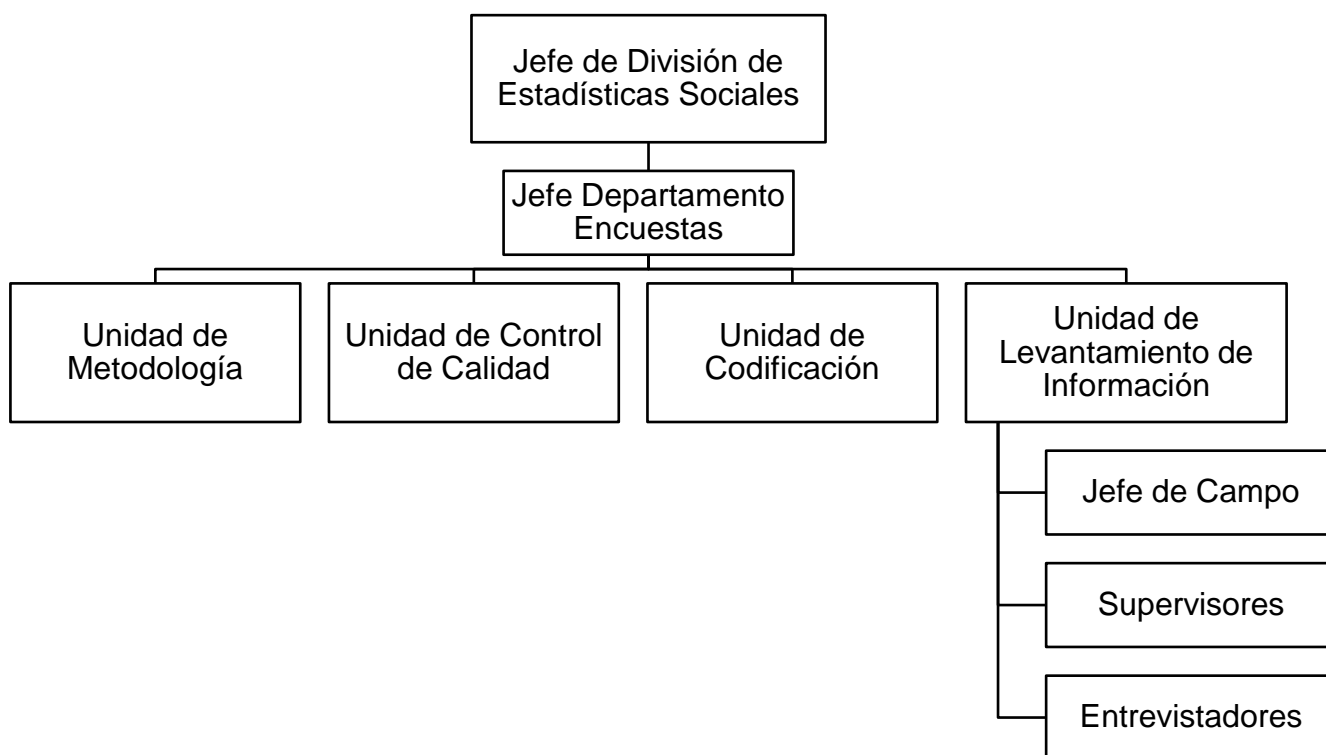 Jefe de División de
Estadísticas Sociales
Jefe Departamento
Encuestas
Unidad de
Metodología
Unidad de Control
de Calidad
Unidad de
Codificación
Unidad de
Levantamiento de
Información
Jefe de Campo
Supervisores
Entrevistadores